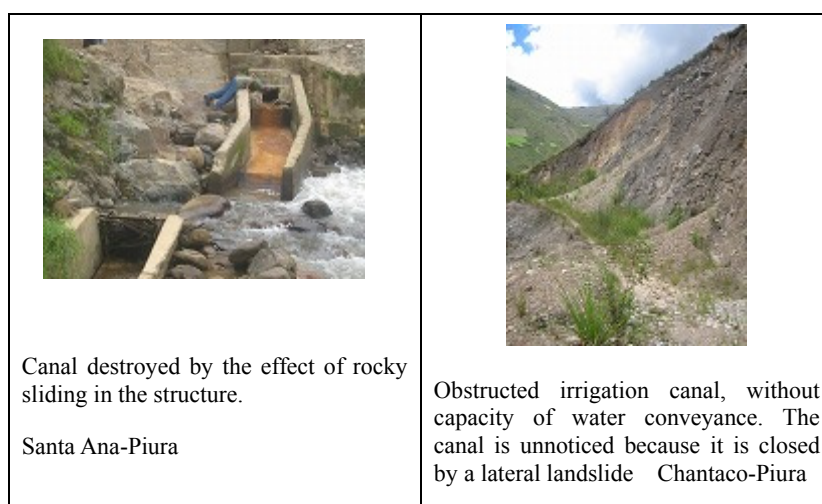 Canal destroyed by the effect of rocky
sliding in the structure.
Santa Ana-Piura
Obstructed irrigation canal, without
capacity of water conveyance. The
canal is unnoticed because it is closed
by a lateral landslide Chantaco-Piura